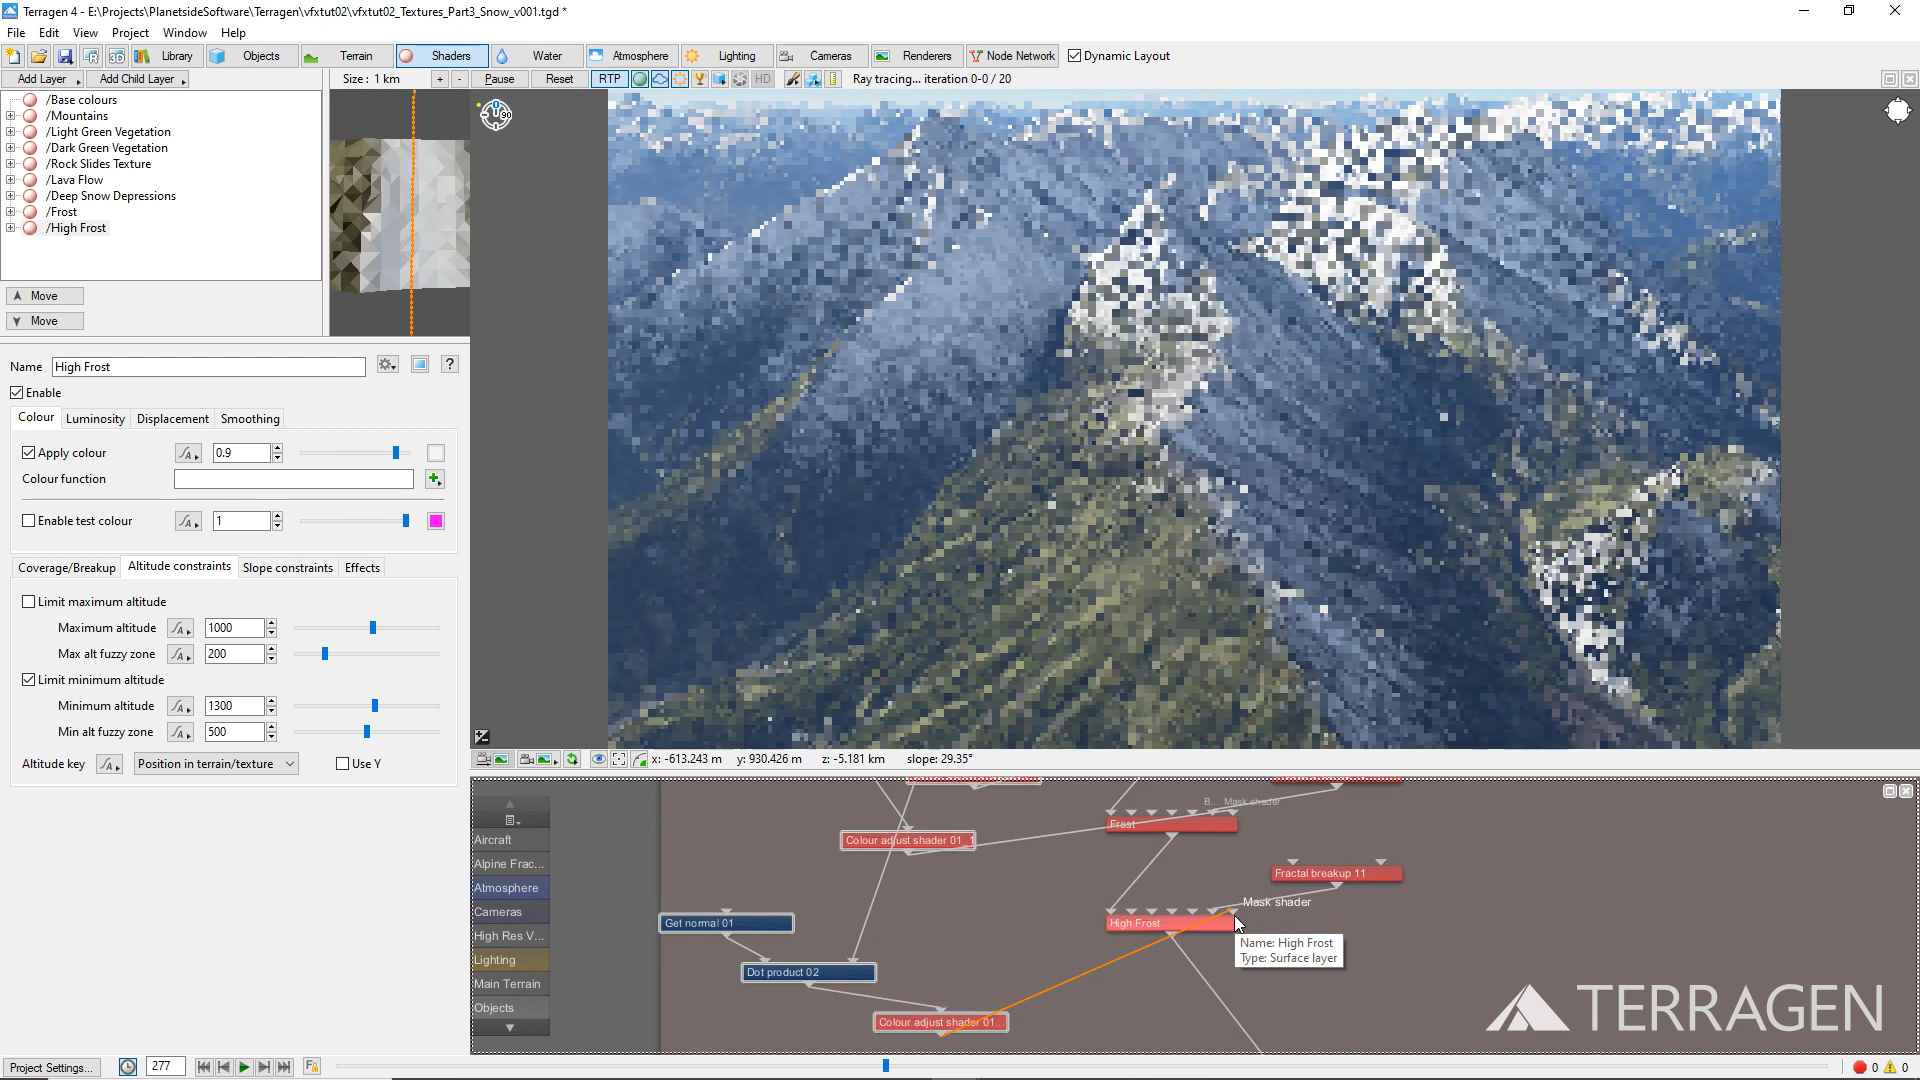 Terragen 4 - E:\Projects\PlanetsideSoftware\Terragen\vfxtut02\vfxtut02_Textures_Part3_Snow_v001.tgd *
File Edit View Project Window Help
Library Objects Terrain Shaders Water Atmosphere Lighting Cameras Renderers Node Network Dynamic Layout
Add Layer Add Child Layer Size : 1 km + - Pause Reset RTP HD Ray tracing... iteration 0-0 / 20
/Base colours
/Mountains
/Light Green Vegetation
/Dark Green Vegetation
/Rock Slides Texture
/Lava Flow
/Deep Snow Depressions
/Frost
/High Frost
Move
Move
Name High Frost ?
Enable
Colour Luminosity Displacement Smoothing
Apply colour 0.9
Colour function
Enable test colour 1
Coverage/Breakup Altitude constraints Slope constraints Effects
Limit maximum altitude
Maximum altitude 1000
Max alt fuzzy zone 200
Limit minimum altitude
Minimum altitude 1300
Min alt fuzzy zone 500
Altitude key Position in terrain/texture Use Y
x: -613.243 m y: 930.426 m z: -5.181 km slope: 29.35°
Aircraft
Alpine Frac...
Atmosphere
Cameras
High Res V...
Lighting
Main Terrain
Objects
B... Mask shader
Frost
Colour adjust shader 01_1
Fractal breakup 11
Mask shader
Get normal 01
High Frost
Name: High Frost
Type: Surface layer
Dot product 02
Colour adjust shader 01...
TERRAGEN
Project Settings... 277 0 0